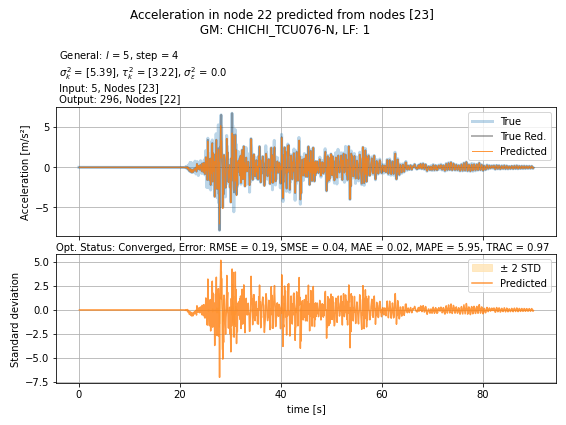 Acceleration in node 22 predicted from nodes [23]
GM: CHICHI_TCU076-N, LF: 1
General: l = 5, step = 4
σ²ₖ = [5.39], τ²ₖ = [3.22], σ²ε = 0.0
Input: 5, Nodes [23]
Output: 296, Nodes [22]
Acceleration [m/s²]
5
0
−5
True
True Red.
Predicted
Opt. Status: Converged, Error: RMSE = 0.19, SMSE = 0.04, MAE = 0.02, MAPE = 5.95, TRAC = 0.97
Standard deviation
5.0
2.5
0.0
−2.5
−5.0
−7.5
± 2 STD
Predicted
0 20 40 60 80
time [s]